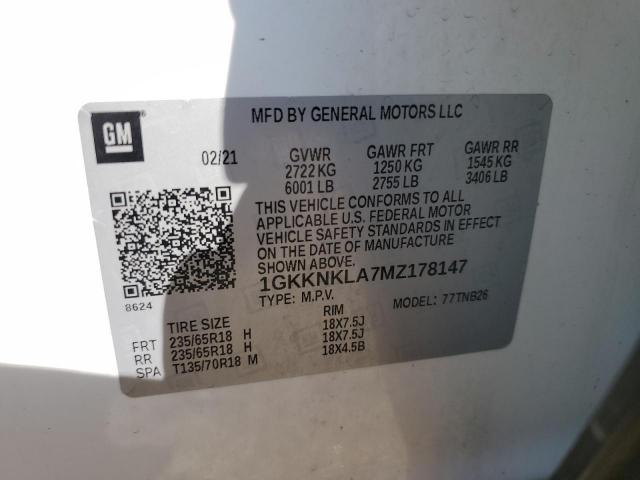 GM ®
MFD BY GENERAL MOTORS LLC
02/21 GVWR GAWR FRT GAWR RR
2722 KG 1250 KG 1545 KG
6001 LB 2755 LB 3406 LB
THIS VEHICLE CONFORMS TO ALL
APPLICABLE U.S. FEDERAL MOTOR
VEHICLE SAFETY STANDARDS IN EFFECT
ON THE DATE OF MANUFACTURE
SHOWN ABOVE.
1GKKNKLA7MZ178147
8624
TYPE: M.P.V. MODEL: 77TNB26
TIRE SIZE RIM
FRT 235/65R18 H 18X7.5J
RR 235/65R18 H 18X7.5J
SPA T135/70R18 M 18X4.5B